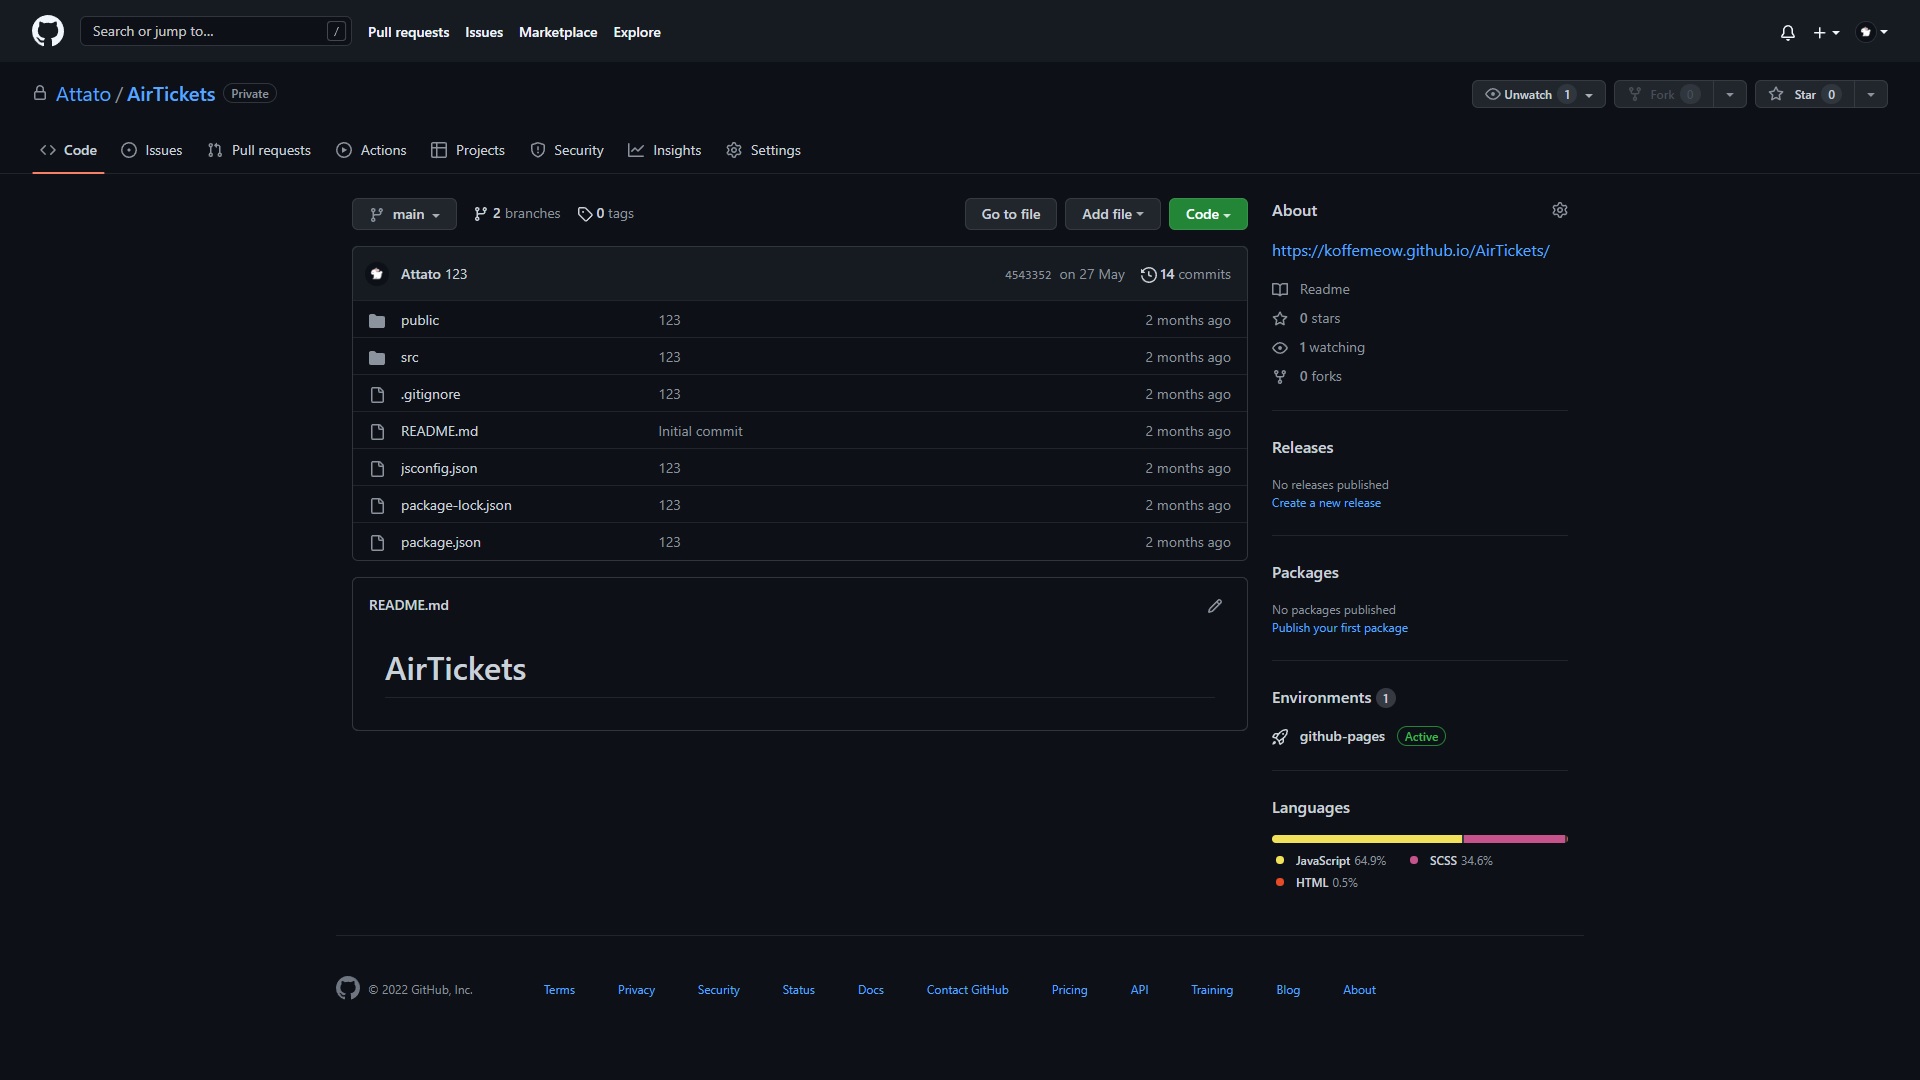 Search or jump to... /
Pull requests Issues Marketplace Explore
Attato / AirTickets Private
Unwatch 1 Fork 0 Star 0
Code Issues Pull requests Actions Projects Security Insights Settings
main 2 branches 0 tags Go to file Add file Code
Attato 123 4543352 on 27 May 14 commits
public 123 2 months ago
src 123 2 months ago
.gitignore 123 2 months ago
README.md Initial commit 2 months ago
jsconfig.json 123 2 months ago
package-lock.json 123 2 months ago
package.json 123 2 months ago
README.md
AirTickets
About
https://koffemeow.github.io/AirTickets/
Readme
0 stars
1 watching
0 forks
Releases
No releases published
Create a new release
Packages
No packages published
Publish your first package
Environments 1
github-pages Active
Languages
JavaScript 64.9% SCSS 34.6%
HTML 0.5%
© 2022 GitHub, Inc. Terms Privacy Security Status Docs Contact GitHub Pricing API Training Blog About